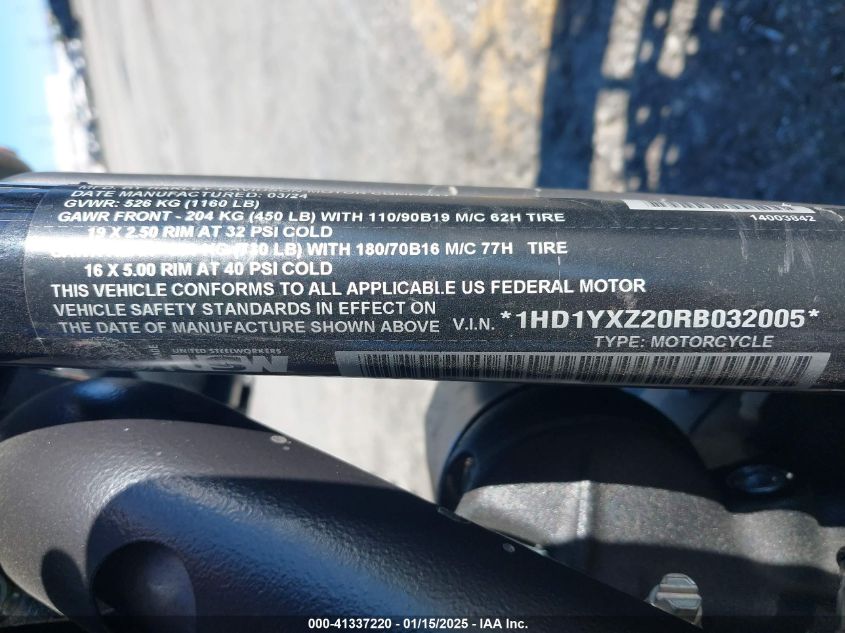 DATE MANUFACTURED 03/24
GVWR: 526 KG (1160 LB)
GAWR FRONT - 204 KG (450 LB) WITH 110/90B19 M/C 62H TIRE
19 X 2.50 RIM AT 32 PSI COLD
LB) WITH 180/70B16 M/C 77H TIRE
16 X 5.00 RIM AT 40 PSI COLD
THIS VEHICLE CONFORMS TO ALL APPLICABLE US FEDERAL MOTOR
VEHICLE SAFETY STANDARDS IN EFFECT ON
THE DATE OF MANUFACTURE SHOWN ABOVE V.I.N. *1HD1YXZ20RB032005*
TYPE: MOTORCYCLE
14003842
UNITED STEELWORKERS
000-41337220 - 01/15/2025 - IAA Inc.